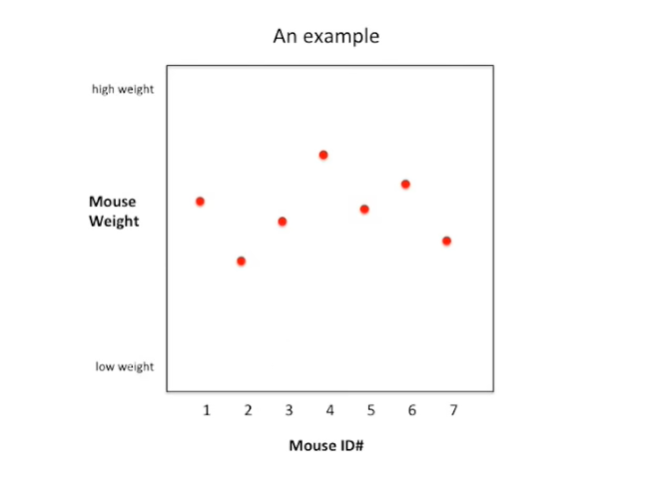 An example
high weight
Mouse
Weight
low weight
1 2 3 4 5 6 7
Mouse ID#